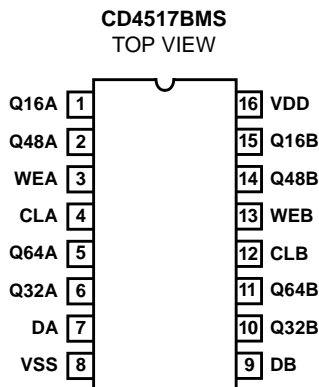 CD4517BMS
TOP VIEW
Q16A 1 16 VDD
Q48A 2 15 Q16B
WEA 3 14 Q48B
CLA 4 13 WEB
Q64A 5 12 CLB
Q32A 6 11 Q64B
DA 7 10 Q32B
VSS 8 9 DB